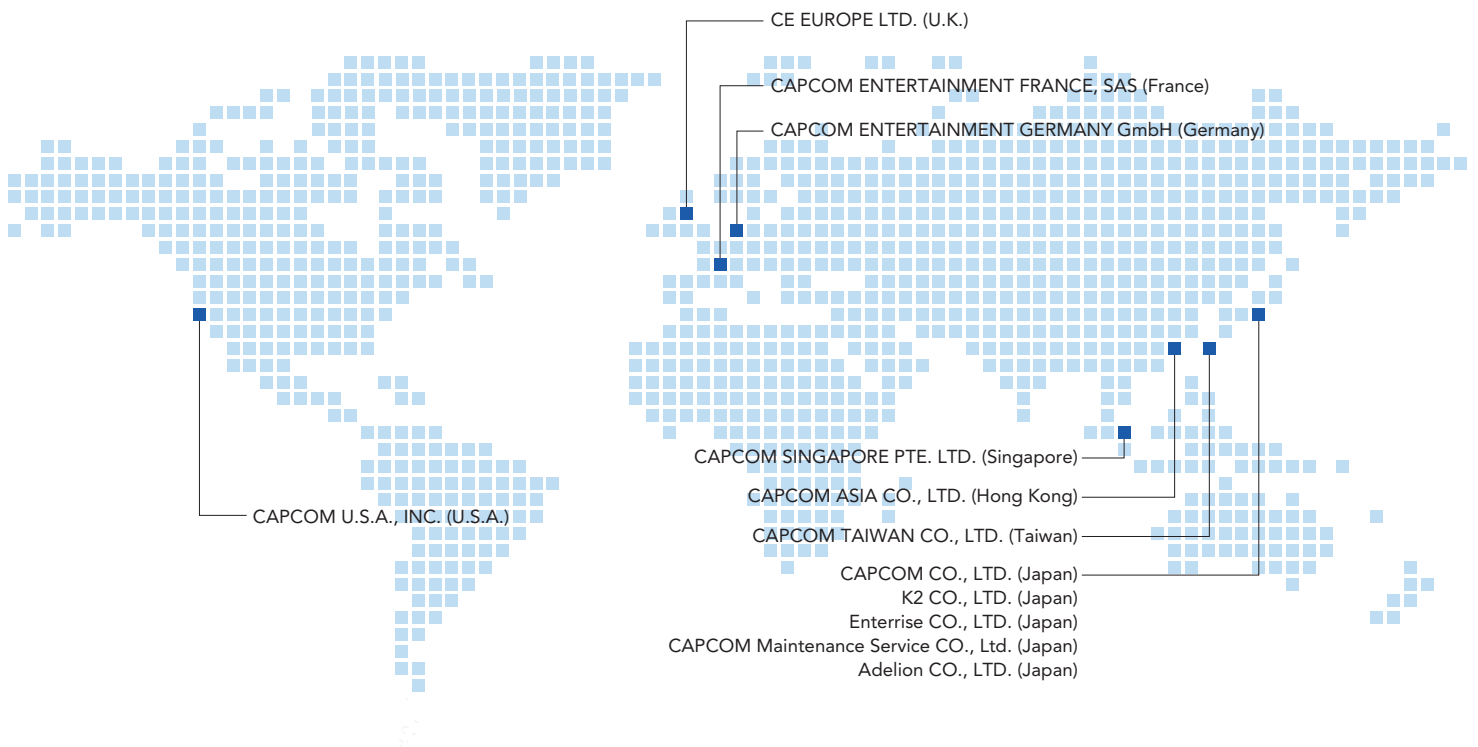 CE EUROPE LTD. (U.K.)
CAPCOM ENTERTAINMENT FRANCE, SAS (France)
CAPCOM ENTERTAINMENT GERMANY GmbH (Germany)
CAPCOM SINGAPORE PTE. LTD. (Singapore)
CAPCOM ASIA CO., LTD. (Hong Kong)
CAPCOM U.S.A., INC. (U.S.A.)
CAPCOM TAIWAN CO., LTD. (Taiwan)
CAPCOM CO., LTD. (Japan)
K2 CO., LTD. (Japan)
Enterrise CO., LTD. (Japan)
CAPCOM Maintenance Service CO., Ltd. (Japan)
Adelion CO., LTD. (Japan)